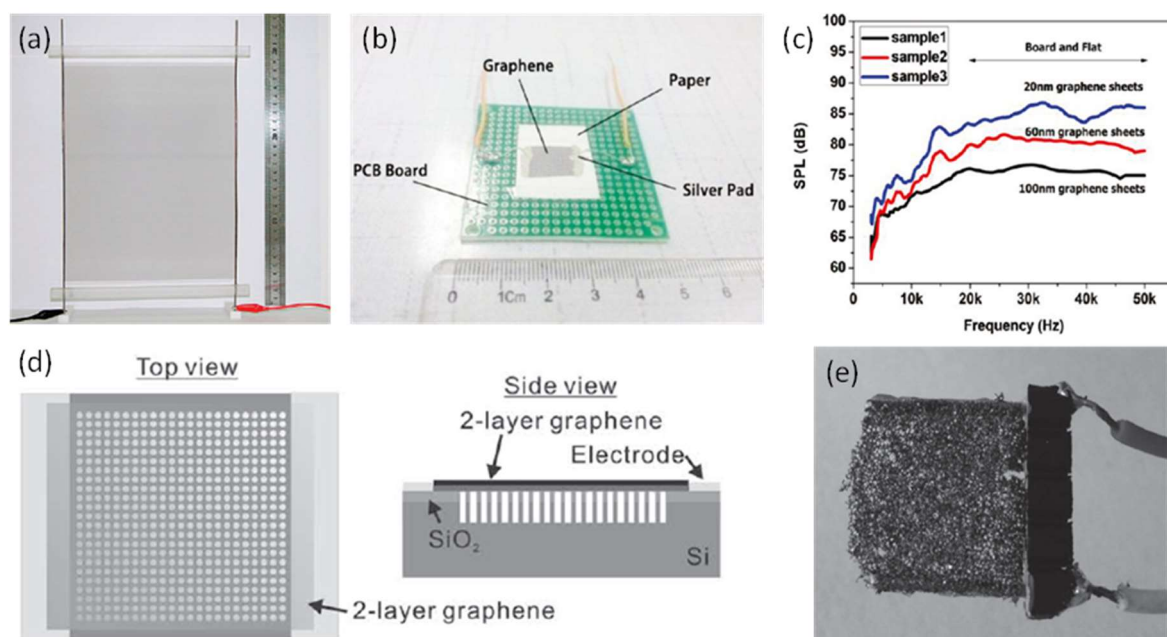 (a)
(b)
Graphene
Paper
PCB Board
Silver Pad
0 1Cm 2 3 4 5 6
(c)
sample1
sample2
sample3
Board and Flat
20nm graphene sheets
60nm graphene sheets
100nm graphene sheets
SPL (dB)
100
95
90
85
80
75
70
65
60
0 10k 20k 30k 40k 50k
Frequency (Hz)
(d)
Top view
2-layer graphene
Side view
2-layer graphene
Electrode
SiO₂
Si
(e)